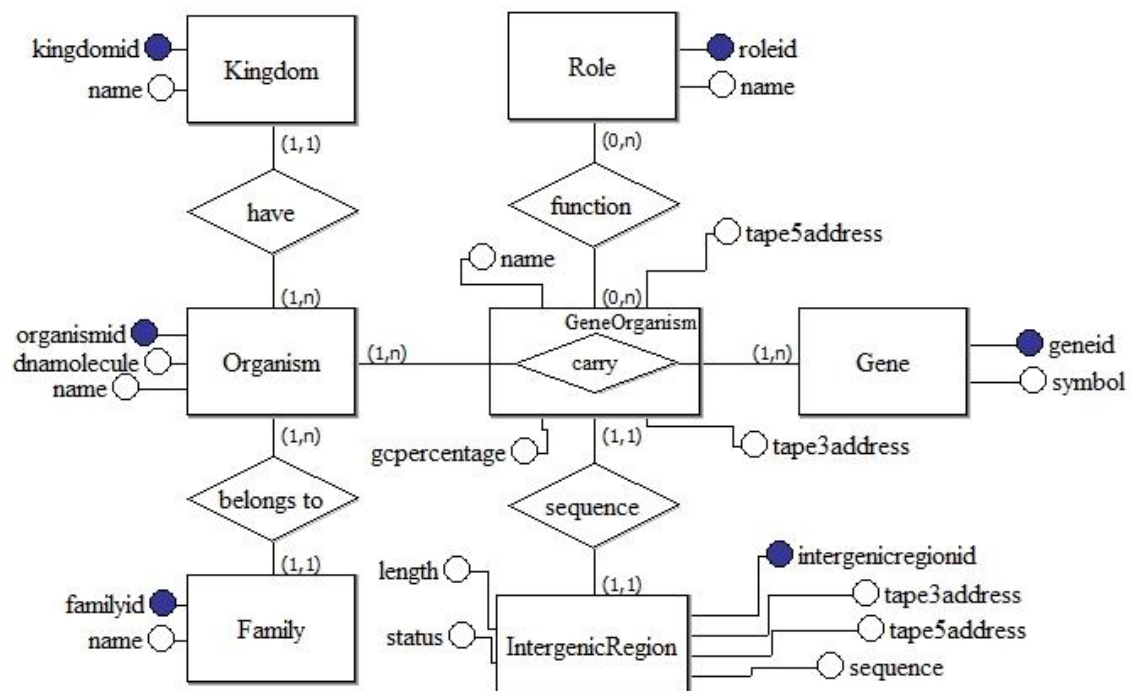 kingdomid
name
Kingdom
(1,1)
have
(1,n)
organismid
dnamolecule
name
Organism
(1,n)
(1,n)
belongs to
(1,1)
familyid
name
Family
Role
roleid
name
(0,n)
function
name
tape5address
(0,n)
GeneOrganism
carry
(1,n)
Gene
geneid
symbol
gcpercentage
(1,1)
tape3address
sequence
(1,1)
length
status
IntergenicRegion
intergenicregionid
tape3address
tape5address
sequence